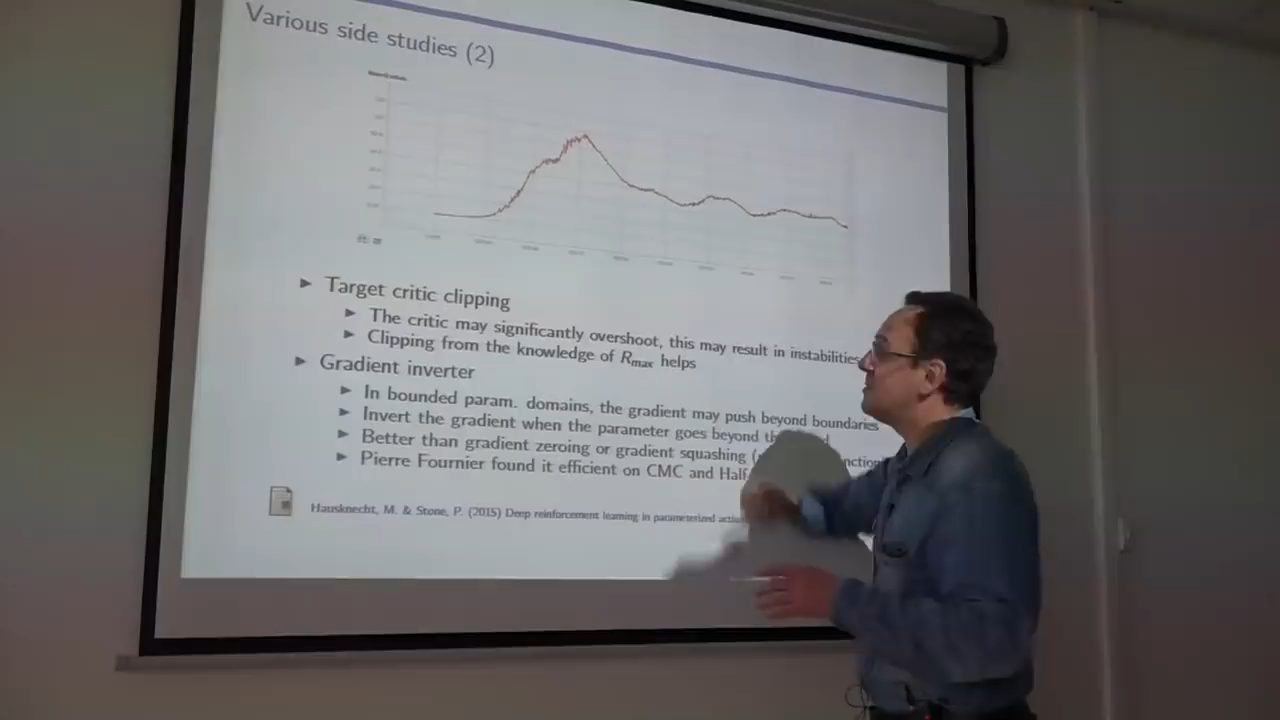 Various side studies (2)
Target critic clipping
The critic may significantly overshoot, this may result in instabilities
Clipping from the knowledge of Rmax helps
Gradient inverter
In bounded param. domains, the gradient may push beyond boundaries
Invert the gradient when the parameter goes beyond
Better than gradient zeroing or gradient squashing
Pierre Fournier found it efficient on CMC and Half
Hausknecht, M. & Stone, P. (2015) Deep reinforcement learning in parameterized